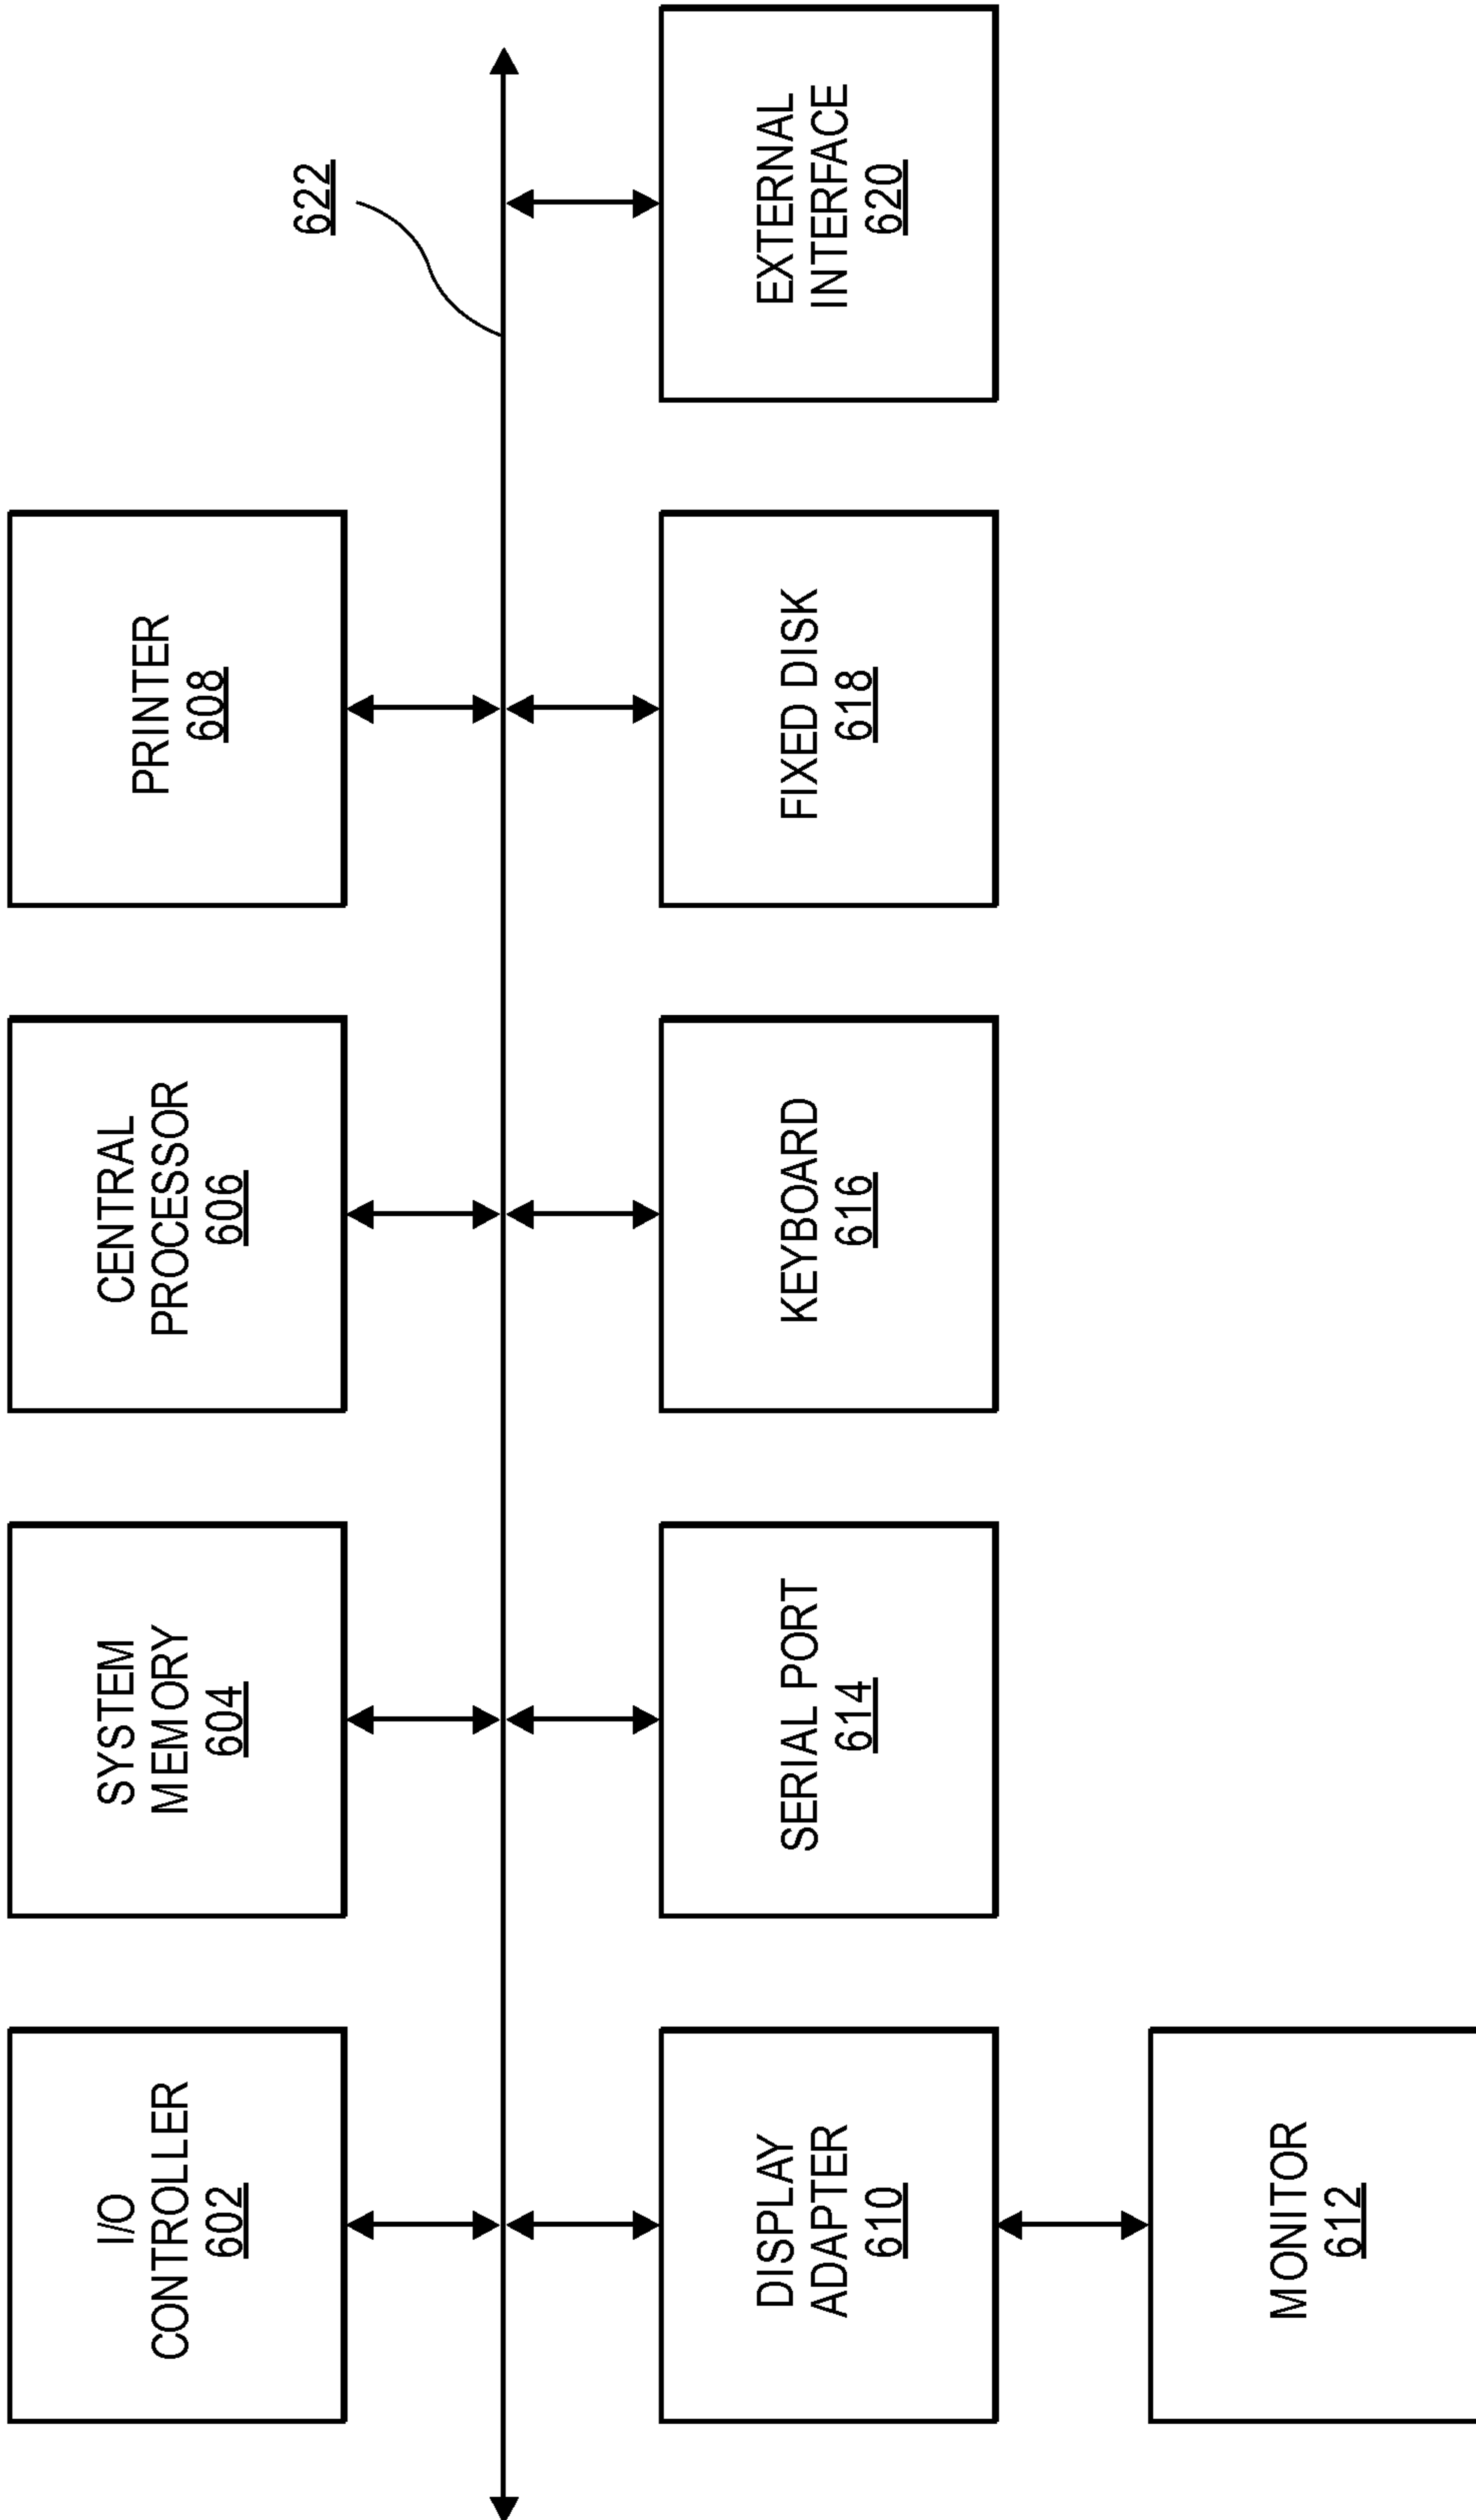 I/O
CONTROLLER
602
SYSTEM
MEMORY
604
CENTRAL
PROCESSOR
606
PRINTER
608
622
DISPLAY
ADAPTER
610
SERIAL PORT
614
KEYBOARD
616
FIXED DISK
618
EXTERNAL
INTERFACE
620
MONITOR
612